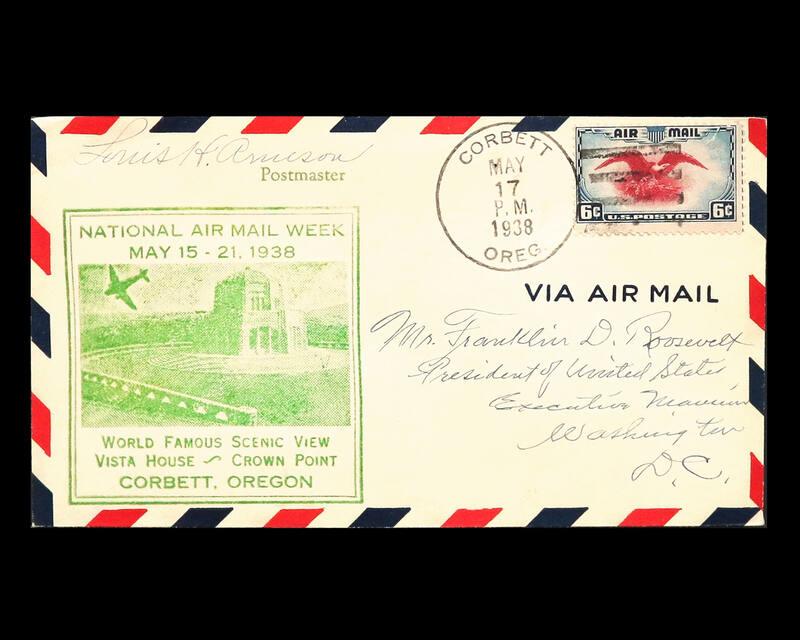 Louis H. Arneson
Postmaster
NATIONAL AIR MAIL WEEK
MAY 15 - 21, 1938
WORLD FAMOUS SCENIC VIEW
VISTA HOUSE ~ CROWN POINT
CORBETT, OREGON
CORBETT
MAY
17
P. M.
1938
OREG.
AIR MAIL
6¢ U.S. POSTAGE 6¢
VIA AIR MAIL
Mr. Franklin D. Roosevelt
President of United States
Executive Mansion
Washington
D.C.